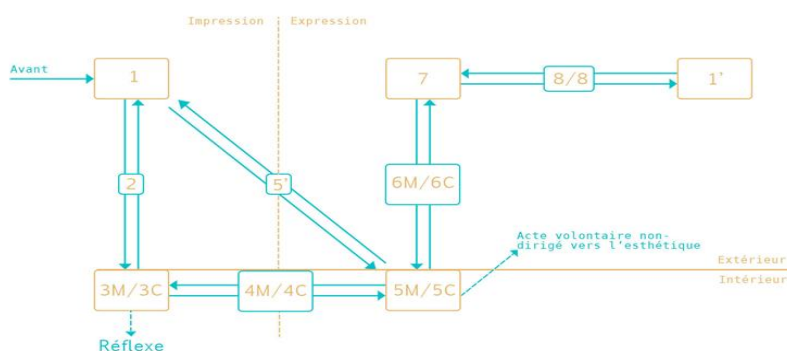 Impression
Expression
Avant
1
7
8/8
1'
2
5'
6M/6C
Acte volontaire non-
dirigé vers l'esthétique
Extérieur
Intérieur
3M/3C
4M/4C
5M/5C
Réflexe